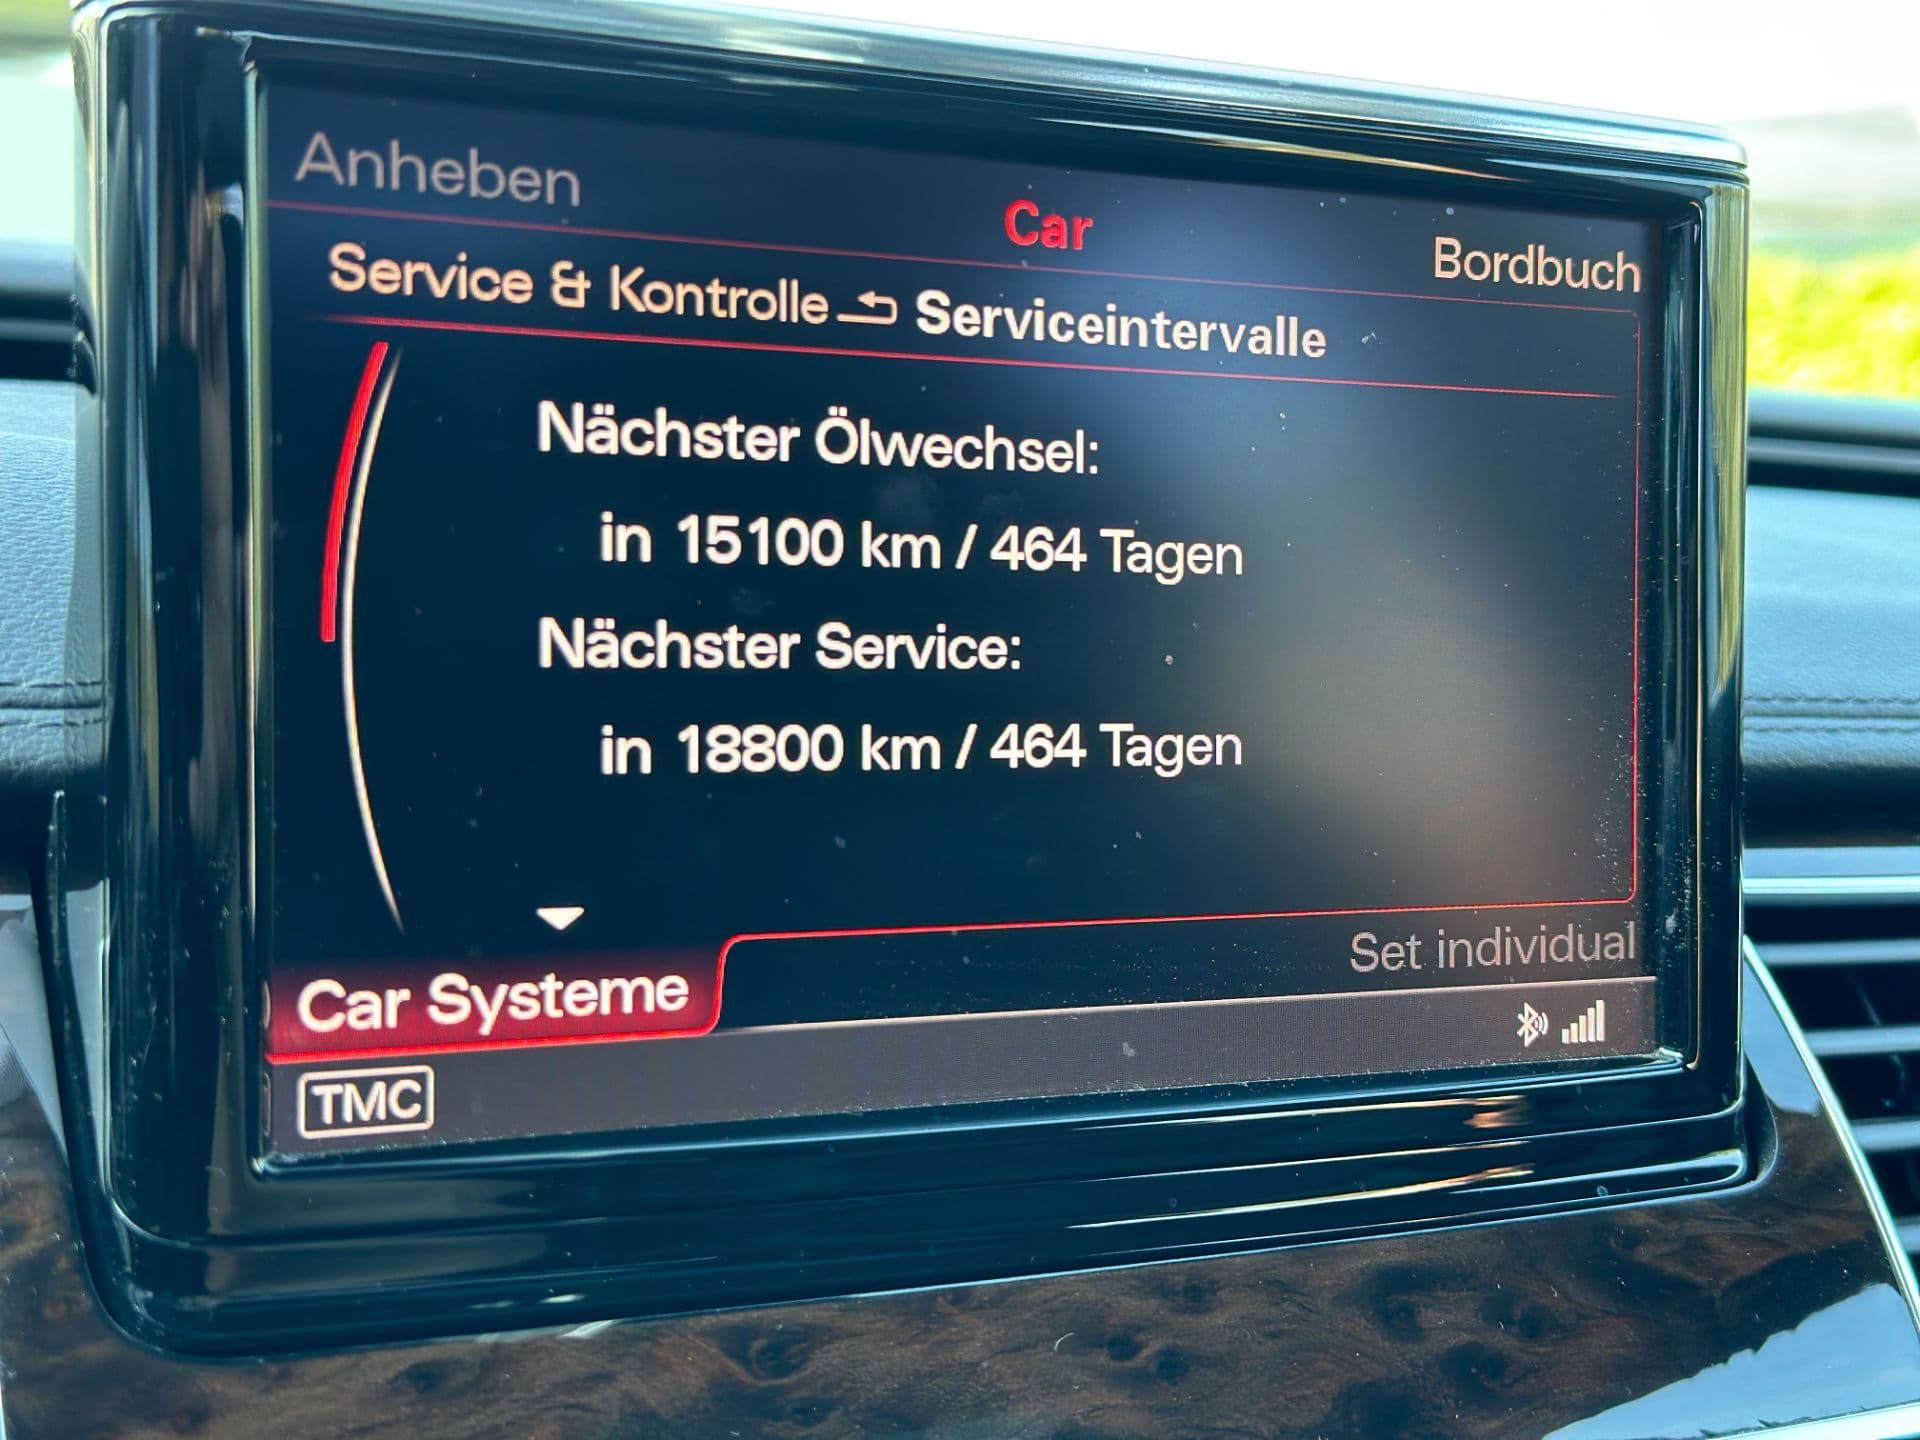 Anheben
Car
Bordbuch
Service & Kontrolle Serviceintervalle
Nächster Ölwechsel:
in 15100 km / 464 Tagen
Nächster Service:
in 18800 km / 464 Tagen
Car Systeme
Set individual
TMC